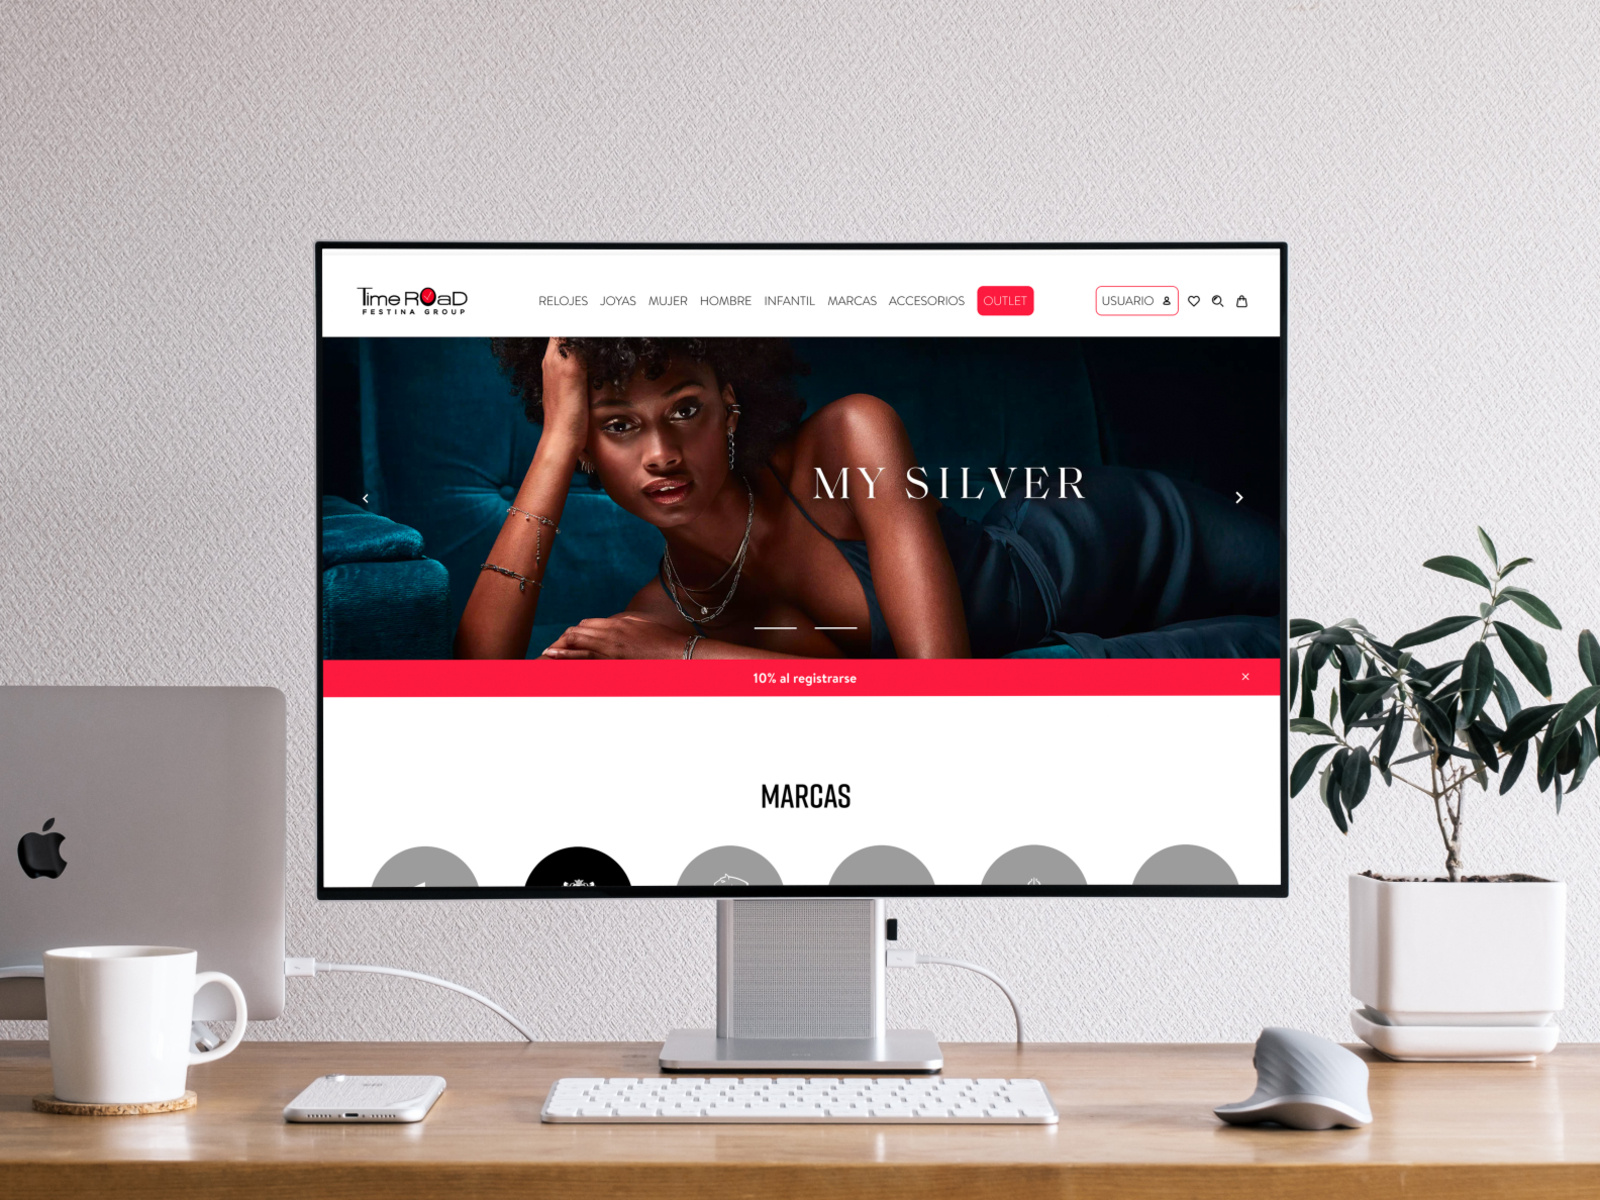 Time ROaD
FESTINA GROUP
RELOJES JOYAS MUJER HOMBRE INFANTIL MARCAS ACCESORIOS OUTLET
USUARIO
MY SILVER
10% al registrarse
MARCAS